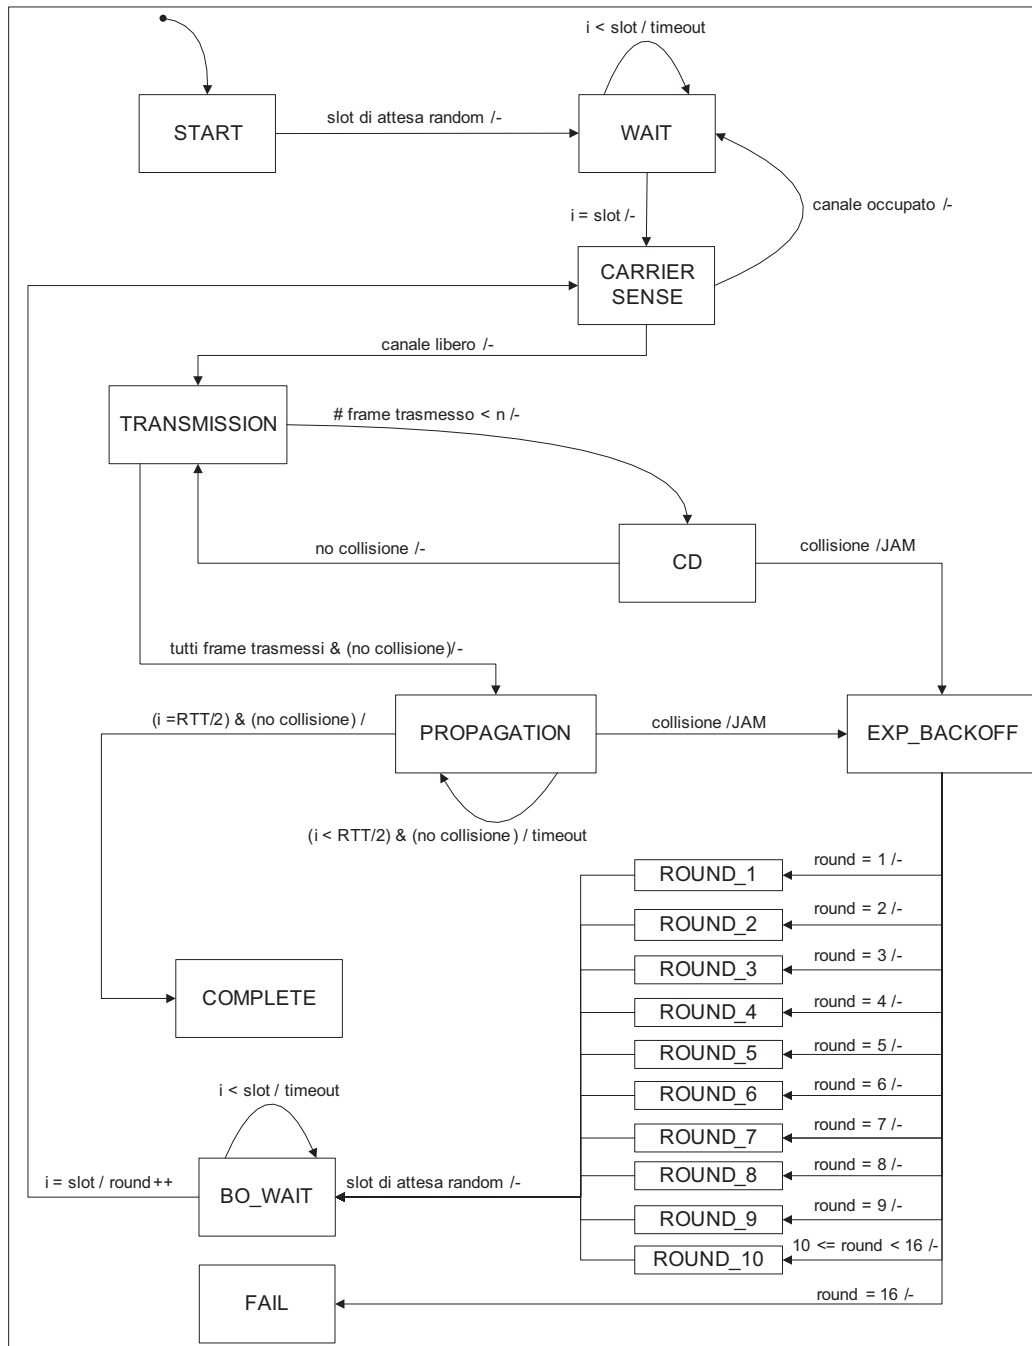 i < slot / timeout
START
slot di attesa random /-
WAIT
canale occupato /-
i = slot /-
CARRIER
SENSE
canale libero /-
TRANSMISSION
# frame trasmesso < n /-
no collisione /-
CD
collisione /JAM
tutti frame trasmessi & (no collisione)/-
(i =RTT/2) & (no collisione) /
PROPAGATION
collisione /JAM
EXP_BACKOFF
(i < RTT/2) & (no collisione) / timeout
ROUND_1
round = 1 /-
ROUND_2
round = 2 /-
ROUND_3
round = 3 /-
COMPLETE
ROUND_4
round = 4 /-
ROUND_5
round = 5 /-
i < slot / timeout
ROUND_6
round = 6 /-
ROUND_7
round = 7 /-
ROUND_8
round = 8 /-
i = slot / round++
BO_WAIT
slot di attesa random /-
ROUND_9
round = 9 /-
ROUND_10
10 <= round < 16 /-
FAIL
round = 16 /-